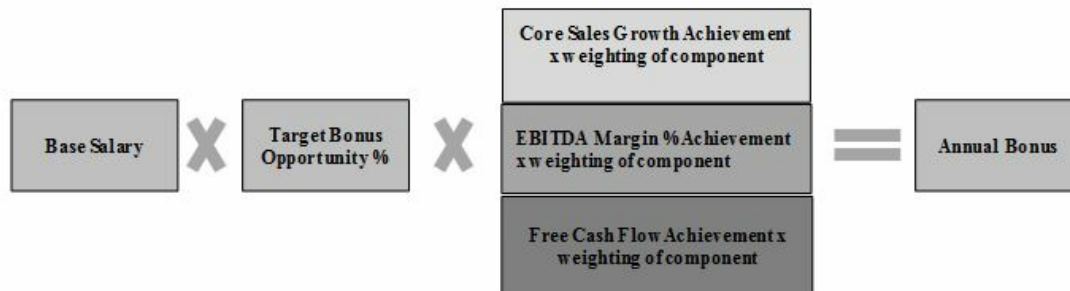 Core Sales Growth Achievement
x weighting of component
Base Salary
Target Bonus
Opportunity %
EBITDA Margin % Achievement
x weighting of component
Annual Bonus
Free Cash Flow Achievement x
weighting of component